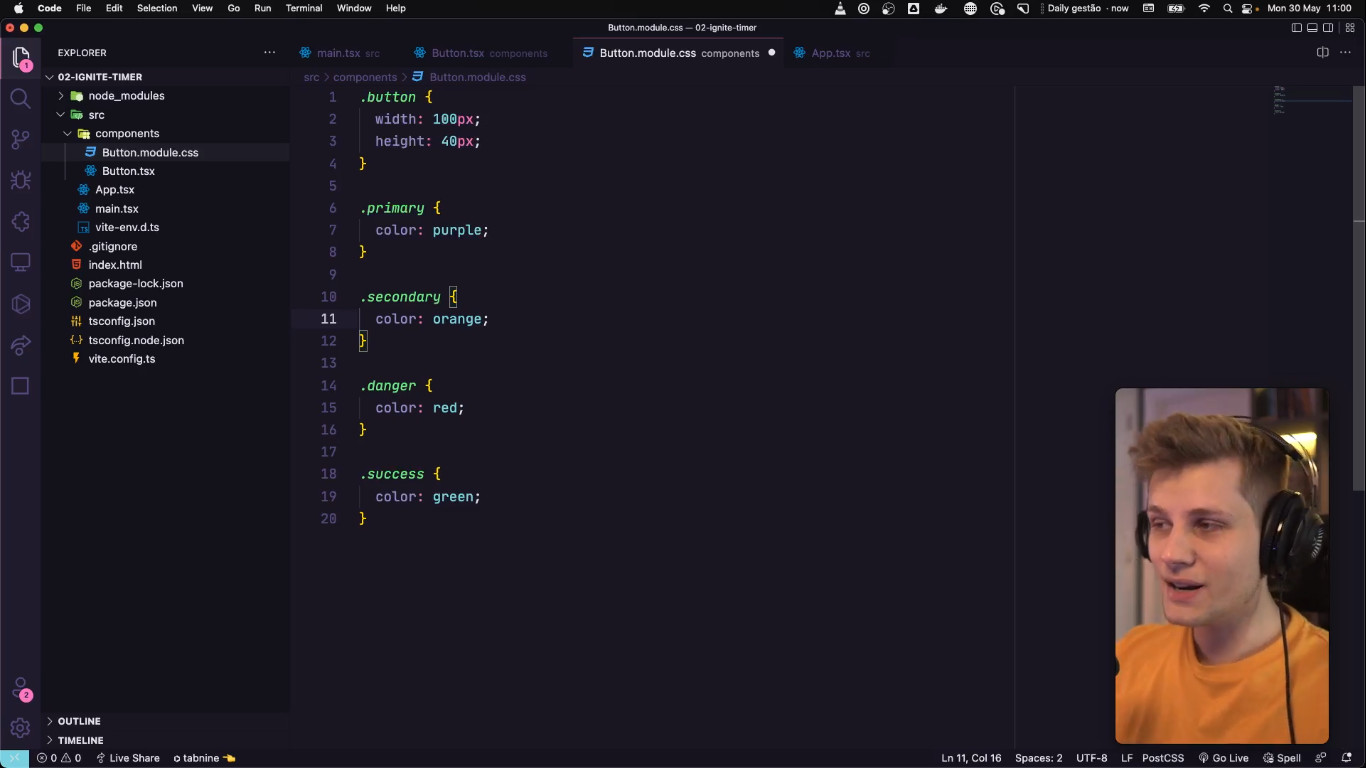 Code File Edit Selection View Go Run Terminal Window Help Daily gestão : now Mon 30 May 11:00
Button.module.css — 02-ignite-timer
EXPLORER
main.tsx src Button.tsx components Button.module.css components App.tsx src
1
02-IGNITE-TIMER
src components Button.module.css
node_modules
src
components
Button.module.css
Button.tsx
App.tsx
main.tsx
vite-env.d.ts
.gitignore
index.html
package-lock.json
package.json
tsconfig.json
tsconfig.node.json
vite.config.ts
1 .button {
2 width: 100px;
3 height: 40px;
4 }
5
6 .primary {
7 color: purple;
8 }
9
10 .secondary {
11 color: orange;
12 }
13
14 .danger {
15 color: red;
16 }
17
18 .success {
19 color: green;
20 }
2
OUTLINE
TIMELINE
0 0 Live Share tabnine Ln 11, Col 16 Spaces: 2 UTF-8 LF PostCSS Go Live Spell